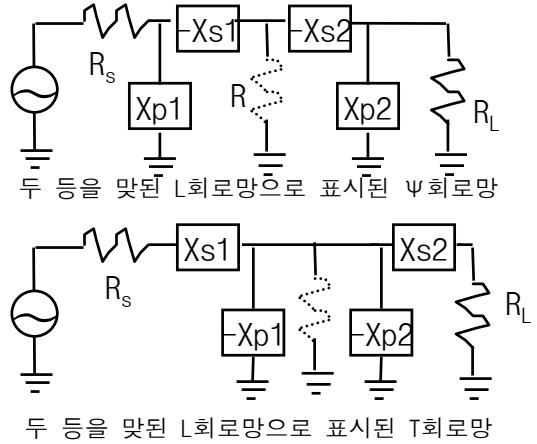 -Xs1 -Xs2
Rs Xp1 R Xp2 RL
두 등을 맞된 L회로망으로 표시된 Ψ회로망
Xs1 Xs2
Rs -Xp1 -Xp2 RL
두 등을 맞된 L회로망으로 표시된 T회로망